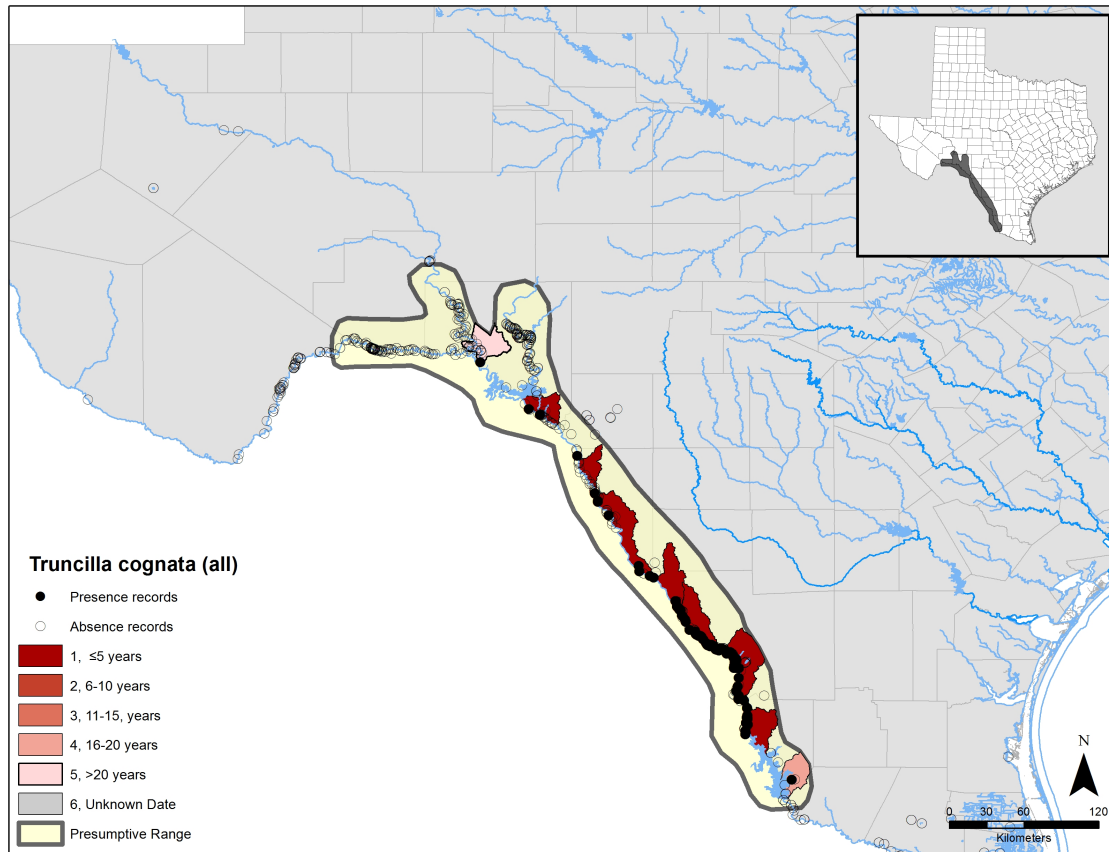 Truncilla cognata (all)
Presence records
Absence records
1, ≤5 years
2, 6-10 years
3, 11-15, years
4, 16-20 years
5, >20 years
6, Unknown Date
Presumptive Range
N
0 30 60 120
Kilometers